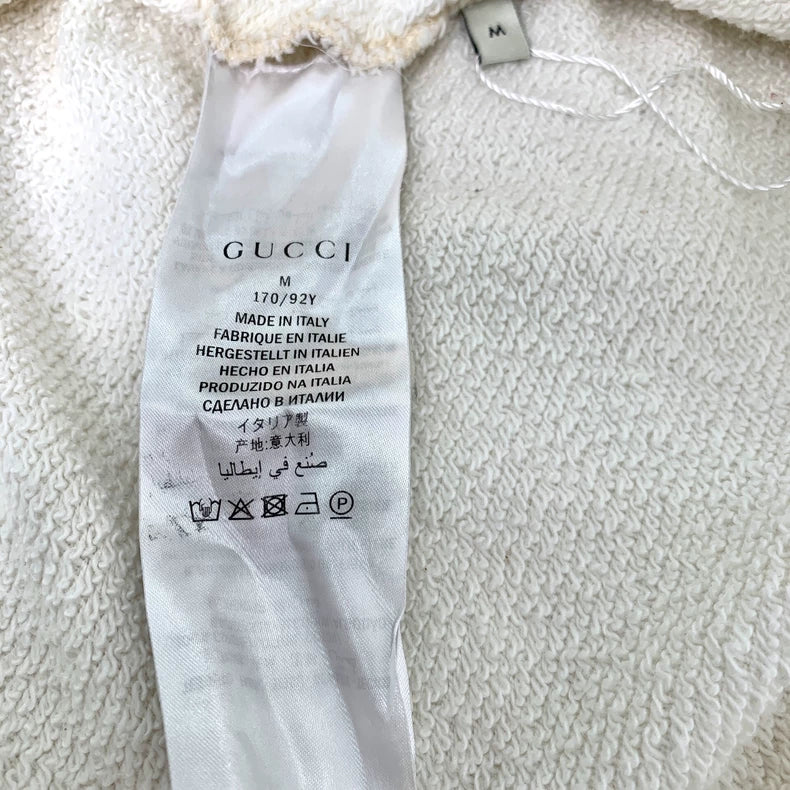 M
GUCCI
M
170/92Y
MADE IN ITALY
FABRIQUE EN ITALIE
HERGESTELLT IN ITALIEN
HECHO EN ITALIA
PRODUZIDO NA ITALIA
СДЕЛАНО В ИТАЛИИ
イタリア製
产地:意大利
صُنع في إيطاليا
P